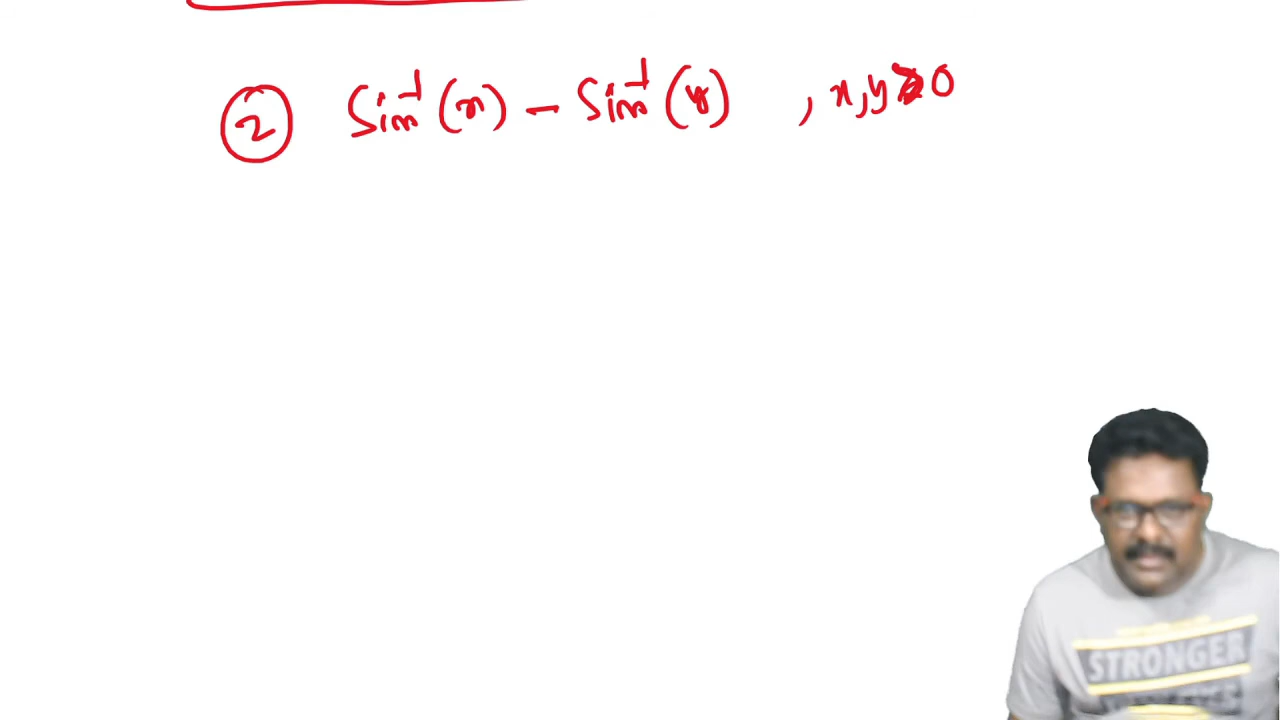 ② Sin⁻¹(x) - Sin⁻¹(y) , x,y ≥ 0
STRONGER